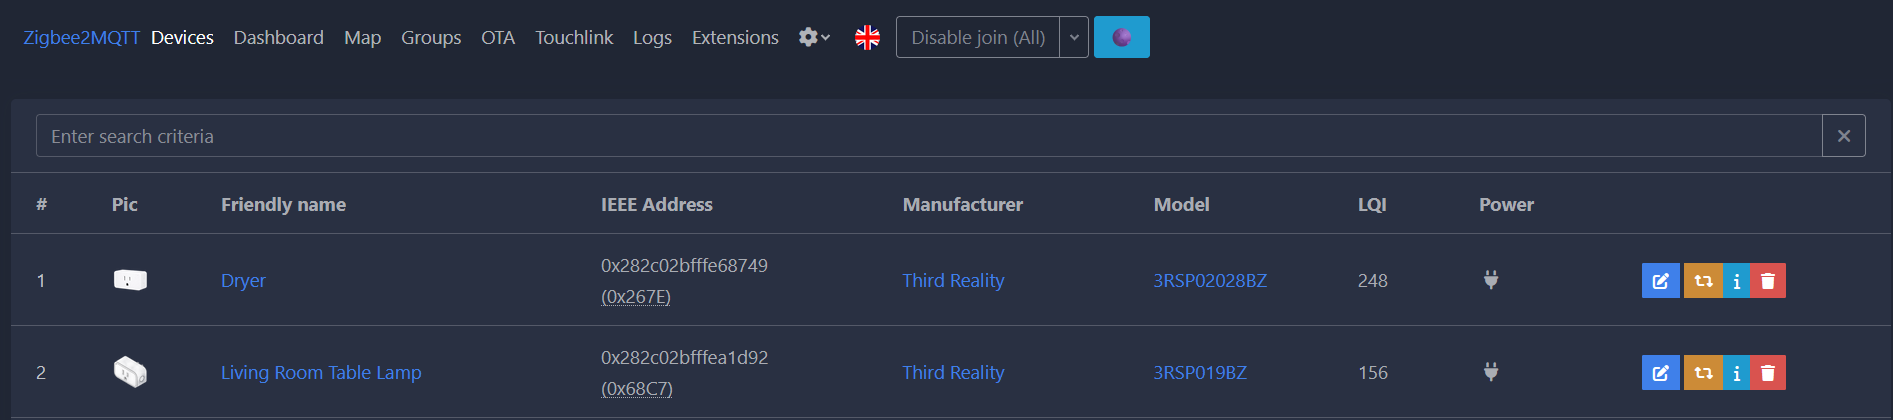 Zigbee2MQTT Devices Dashboard Map Groups OTA Touchlink Logs Extensions Disable join (All)
Enter search criteria
# Pic Friendly name IEEE Address Manufacturer Model LQI Power
1 Dryer 0x282c02bfffe68749 (0x267E) Third Reality 3RSP02028BZ 248
2 Living Room Table Lamp 0x282c02bfffea1d92 (0x68C7) Third Reality 3RSP019BZ 156